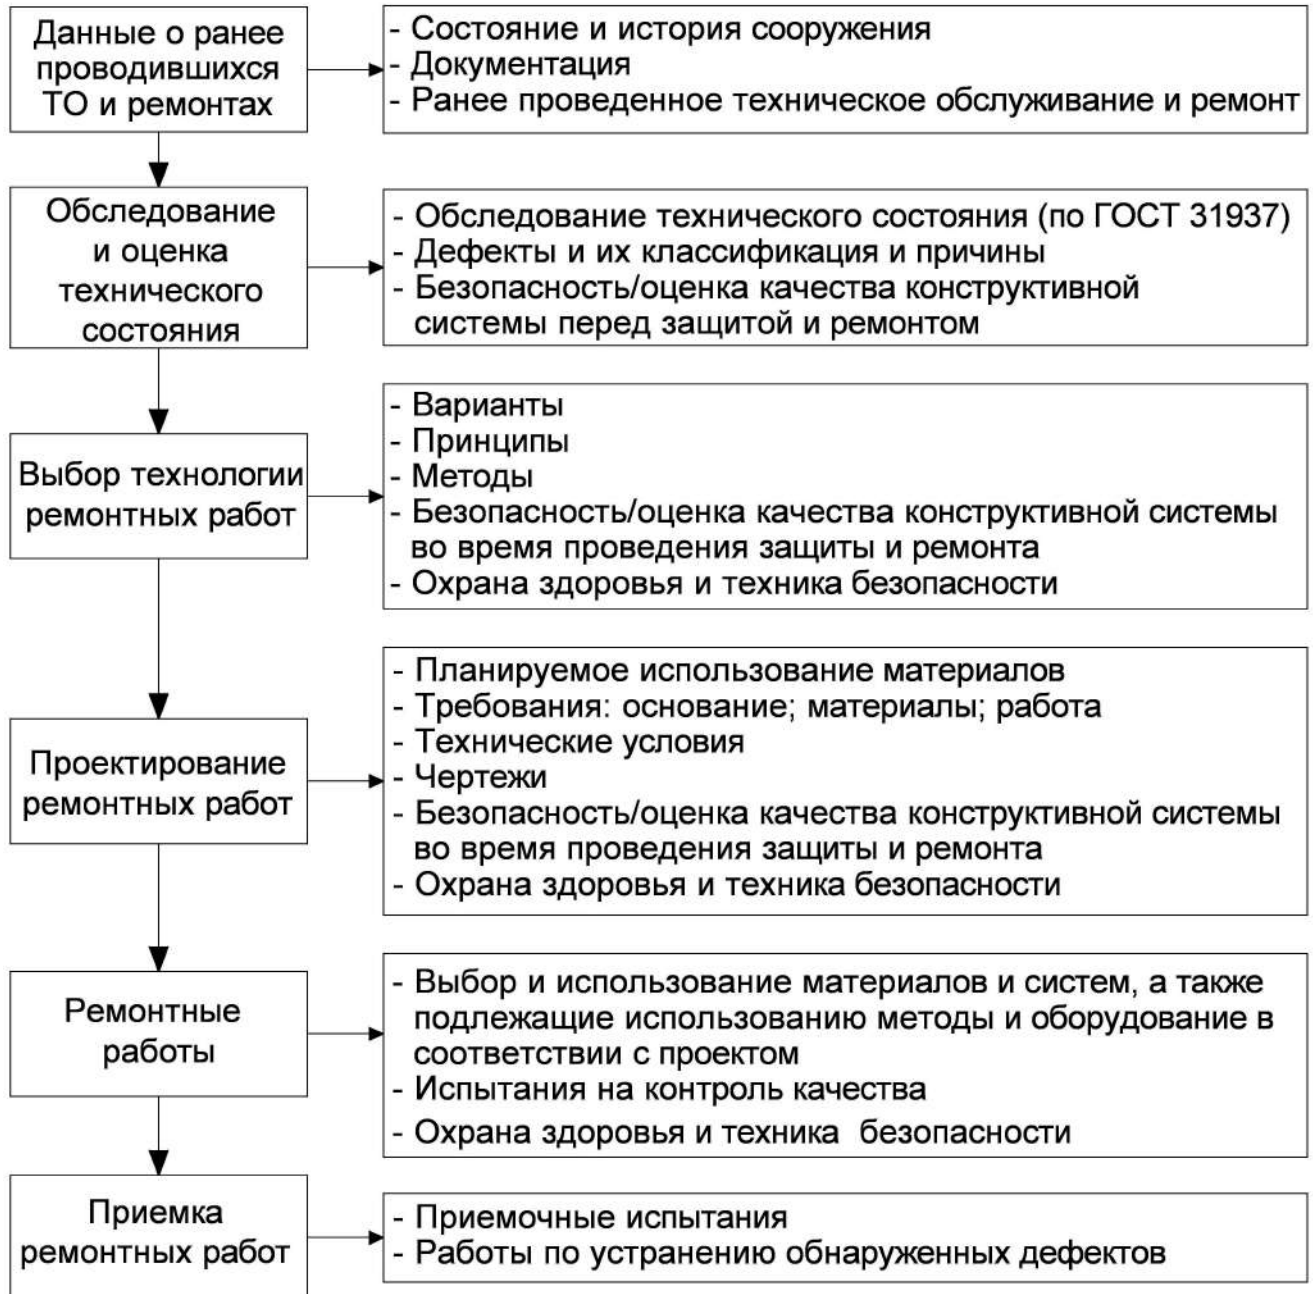 Данные о ранее
проводившихся
ТО и ремонтах
- Состояние и история сооружения
- Документация
- Ранее проведенное техническое обслуживание и ремонт
Обследование
и оценка
технического
состояния
- Обследование технического состояния (по ГОСТ 31937)
- Дефекты и их классификация и причины
- Безопасность/оценка качества конструктивной
системы перед защитой и ремонтом
Выбор технологии
ремонтных работ
- Варианты
- Принципы
- Методы
- Безопасность/оценка качества конструктивной системы
во время проведения защиты и ремонта
- Охрана здоровья и техника безопасности
Проектирование
ремонтных работ
- Планируемое использование материалов
- Требования: основание; материалы; работа
- Технические условия
- Чертежи
- Безопасность/оценка качества конструктивной системы
во время проведения защиты и ремонта
- Охрана здоровья и техника безопасности
Ремонтные
работы
- Выбор и использование материалов и систем, а также
подлежащие использованию методы и оборудование в
соответствии с проектом
- Испытания на контроль качества
- Охрана здоровья и техника безопасности
Приемка
ремонтных работ
- Приемочные испытания
- Работы по устранению обнаруженных дефектов